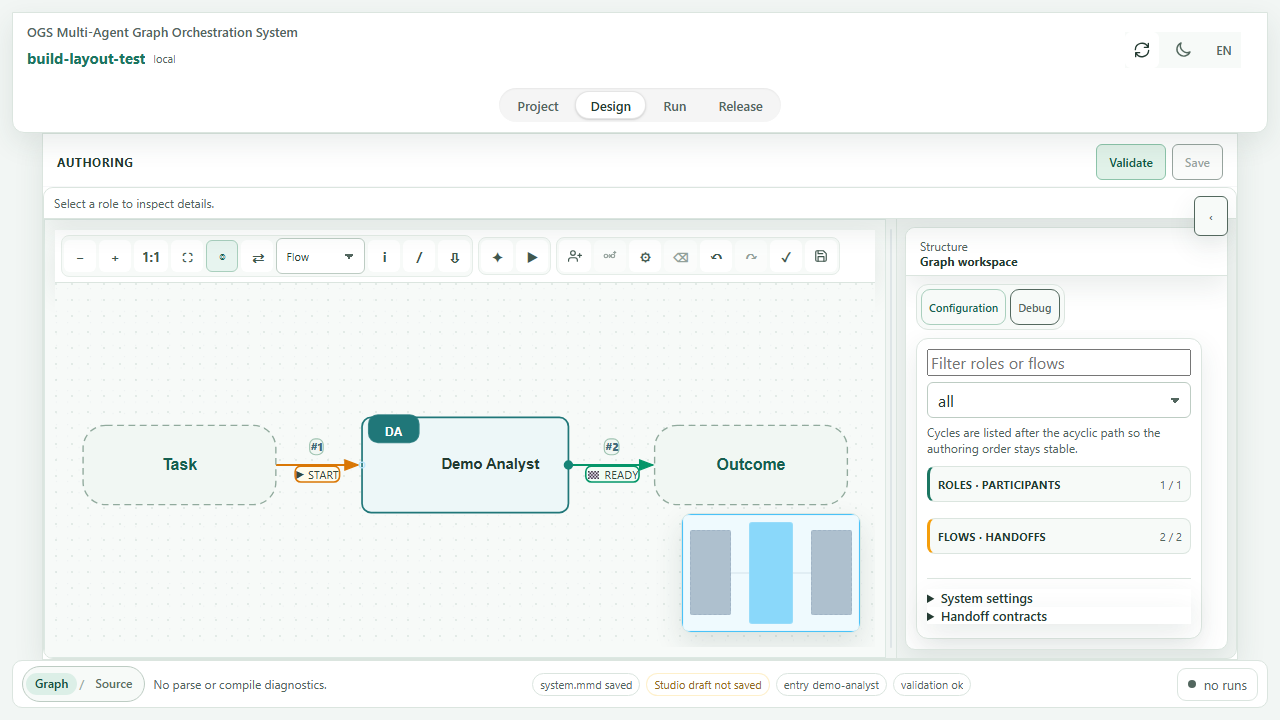 OGS Multi-Agent Graph Orchestration System
build-layout-test local
EN
Project Design Run Release
AUTHORING
Validate Save
Select a role to inspect details.
− + 1:1 Flow i /
Structure
Graph workspace
Configuration Debug
Filter roles or flows
all
Cycles are listed after the acyclic path so the
authoring order stays stable.
ROLES · PARTICIPANTS 1 / 1
FLOWS · HANDOFFS 2 / 2
System settings
Handoff contracts
DA
#1 #2
Task Demo Analyst Outcome
START READY
Graph / Source No parse or compile diagnostics. system.mmd saved Studio draft not saved entry demo-analyst validation ok no runs